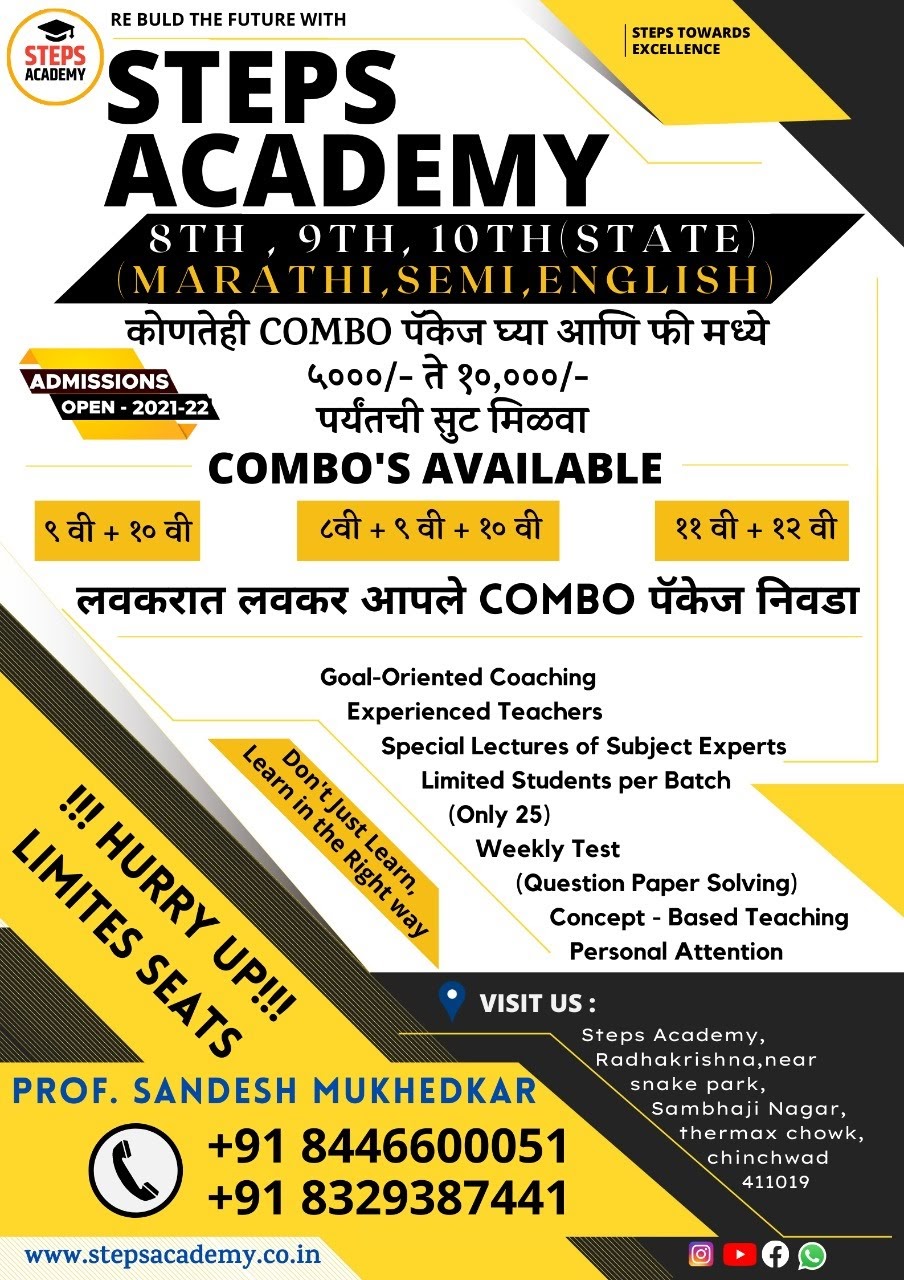 STEPS
ACADEMY
RE BULD THE FUTURE WITH
STEPS
ACADEMY
STEPS TOWARDS
EXCELLENCE
8TH , 9TH, 10TH(STATE)
(MARATHI,SEMI,ENGLISH)
कोणतेही COMBO पॅकेज घ्या आणि फी मध्ये
५०००/- ते १०,०००/-
पर्यंतची सुट मिळवा
ADMISSIONS
OPEN - 2021-22
COMBO'S AVAILABLE
९ वी + १० वी
८वी + ९ वी + १० वी
११ वी + १२ वी
लवकरात लवकर आपले COMBO पॅकेज निवडा
Goal-Oriented Coaching
Experienced Teachers
Special Lectures of Subject Experts
Limited Students per Batch
(Only 25)
Weekly Test
(Question Paper Solving)
Concept - Based Teaching
Personal Attention
Don't Just Learn,
Learn in the Right way
!!! HURRY UP!!!
LIMITES SEATS
VISIT US :
Steps Academy,
Radhakrishna,near
snake park,
Sambhaji Nagar,
thermax chowk,
chinchwad
411019
PROF. SANDESH MUKHEDKAR
+91 8446600051
+91 8329387441
www.stepsacademy.co.in